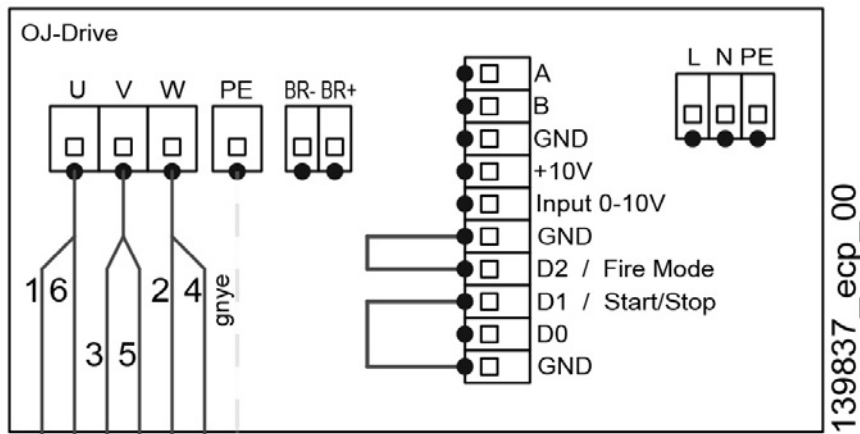 OJ-Drive
U V W PE BR- BR+
L N PE
A
B
GND
+10V
Input 0-10V
GND
D2 / Fire Mode
D1 / Start/Stop
D0
GND
1 6 3 5 2 4 gnye
139837_ecp_00